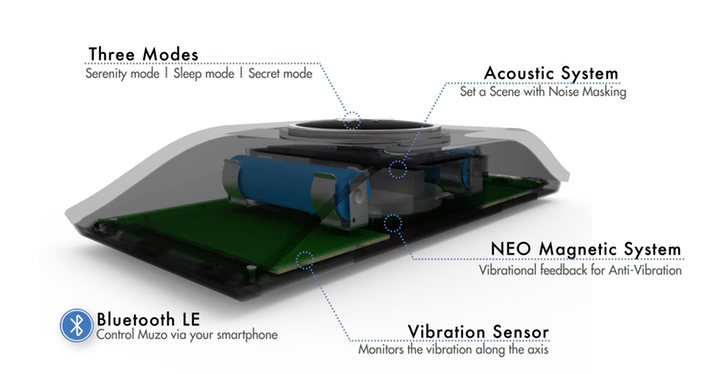 Three Modes
Serenity mode | Sleep mode | Secret mode
Acoustic System
Set a Scene with Noise Masking
NEO Magnetic System
Vibrational feedback for Anti-Vibration
Bluetooth LE
Control Muzo via your smartphone
Vibration Sensor
Monitors the vibration along the axis